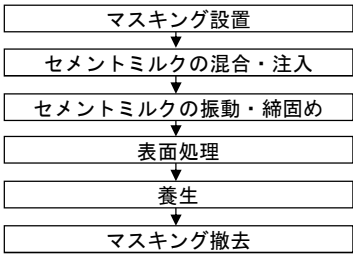 マスキング設置
セメントミルクの混合・注入
セメントミルクの振動・締固め
表面処理
養生
マスキング撤去